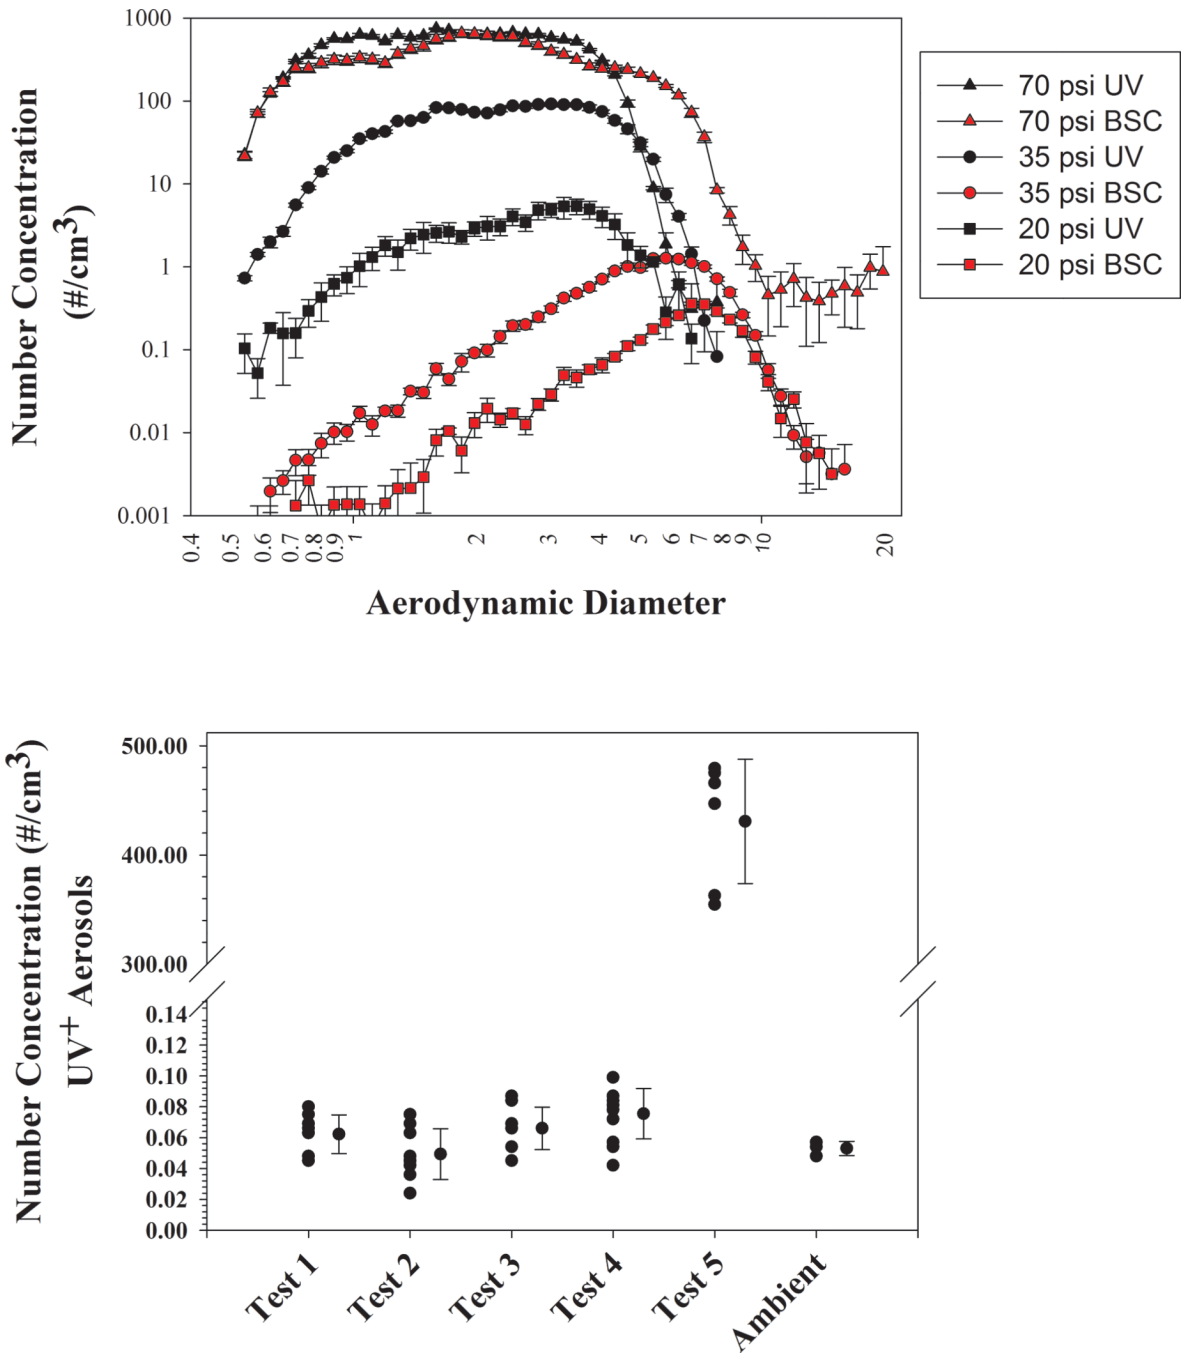 Number Concentration
(#/cm³)
1000
100
10
1
0.1
0.01
0.001
0.4
0.5
0.6
0.7
0.8
0.9
1
2
3
4
5
6
7
8
9
10
20
Aerodynamic Diameter
70 psi UV
70 psi BSC
35 psi UV
35 psi BSC
20 psi UV
20 psi BSC
Number Concentration (#/cm³)
UV⁺ Aerosols
500.00
400.00
300.00
0.14
0.12
0.10
0.08
0.06
0.04
0.02
0.00
Test 1
Test 2
Test 3
Test 4
Test 5
Ambient